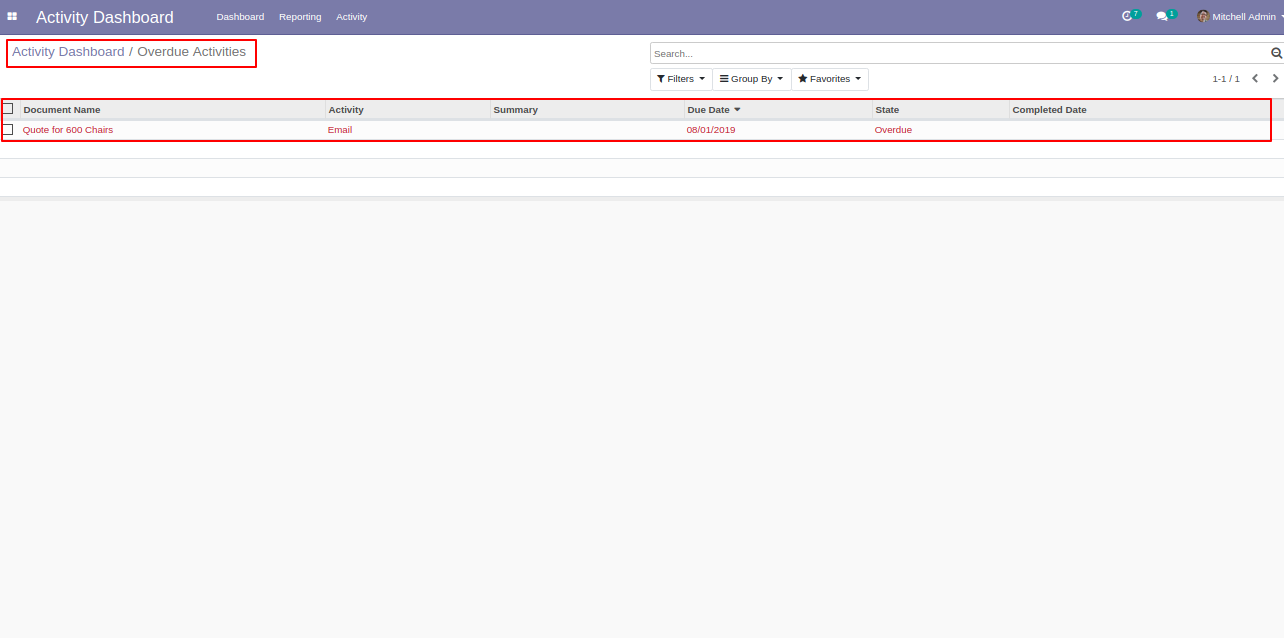 Activity Dashboard Dashboard Reporting Activity 7 1 Mitchell Admin
Activity Dashboard / Overdue Activities
Search...
Filters Group By Favorites 1-1 / 1
Document Name Activity Summary Due Date State Completed Date
Quote for 600 Chairs Email 08/01/2019 Overdue